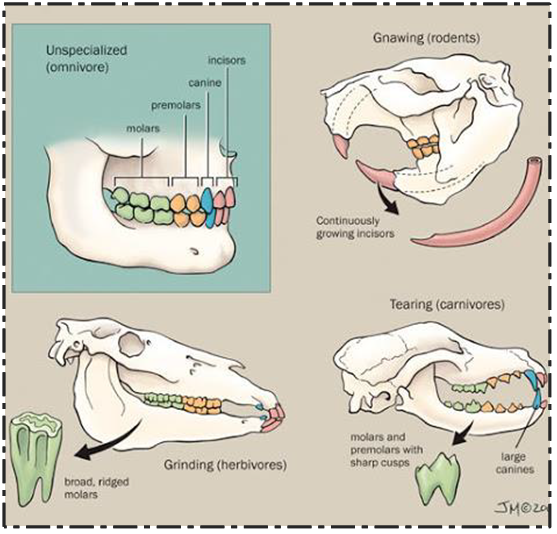 Unspecialized
(omnivore)
incisors
canine
premolars
molars
Gnawing (rodents)
Continuously
growing incisors
Grinding (herbivores)
broad, ridged
molars
Tearing (carnivores)
molars and
premolars with
sharp cusps
large
canines
JM©20